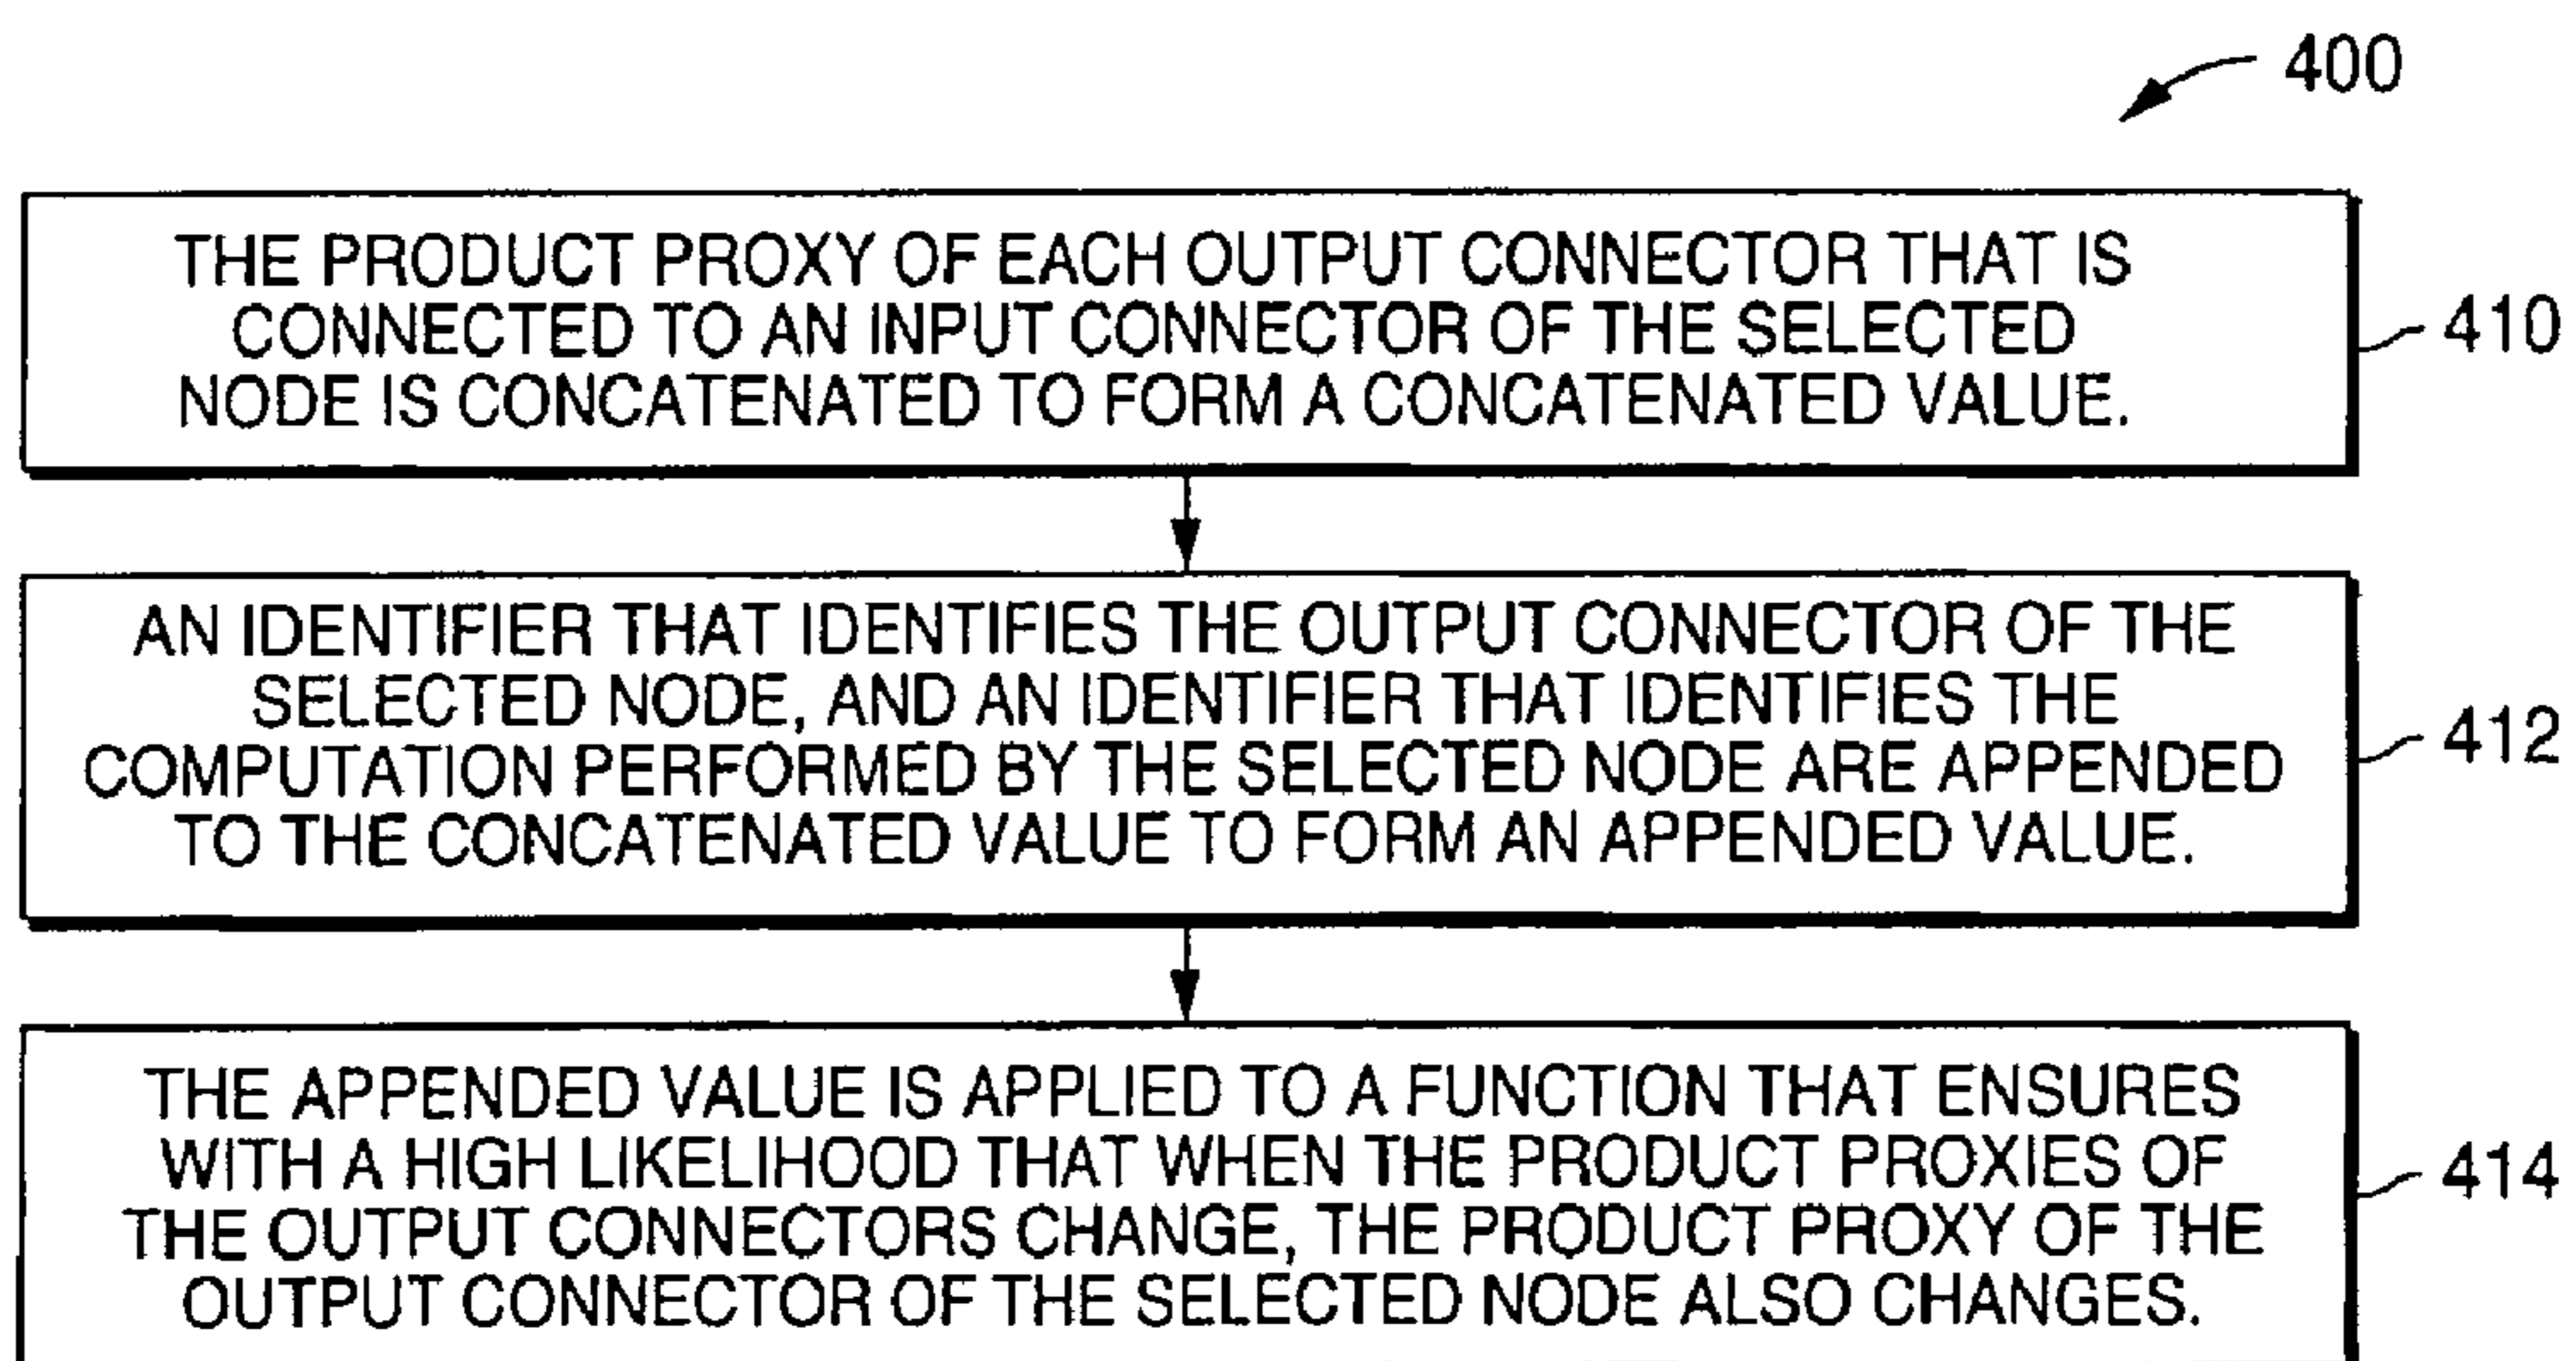 400
THE PRODUCT PROXY OF EACH OUTPUT CONNECTOR THAT IS
CONNECTED TO AN INPUT CONNECTOR OF THE SELECTED
NODE IS CONCATENATED TO FORM A CONCATENATED VALUE.
410
AN IDENTIFIER THAT IDENTIFIES THE OUTPUT CONNECTOR OF THE
SELECTED NODE, AND AN IDENTIFIER THAT IDENTIFIES THE
COMPUTATION PERFORMED BY THE SELECTED NODE ARE APPENDED
TO THE CONCATENATED VALUE TO FORM AN APPENDED VALUE.
412
THE APPENDED VALUE IS APPLIED TO A FUNCTION THAT ENSURES
WITH A HIGH LIKELIHOOD THAT WHEN THE PRODUCT PROXIES OF
THE OUTPUT CONNECTORS CHANGE, THE PRODUCT PROXY OF THE
OUTPUT CONNECTOR OF THE SELECTED NODE ALSO CHANGES.
414